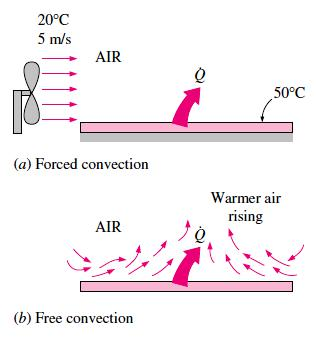 20°C
5 m/s
AIR
Q̇
50°C
(a) Forced convection
Warmer air
rising
AIR
Q̇
(b) Free convection